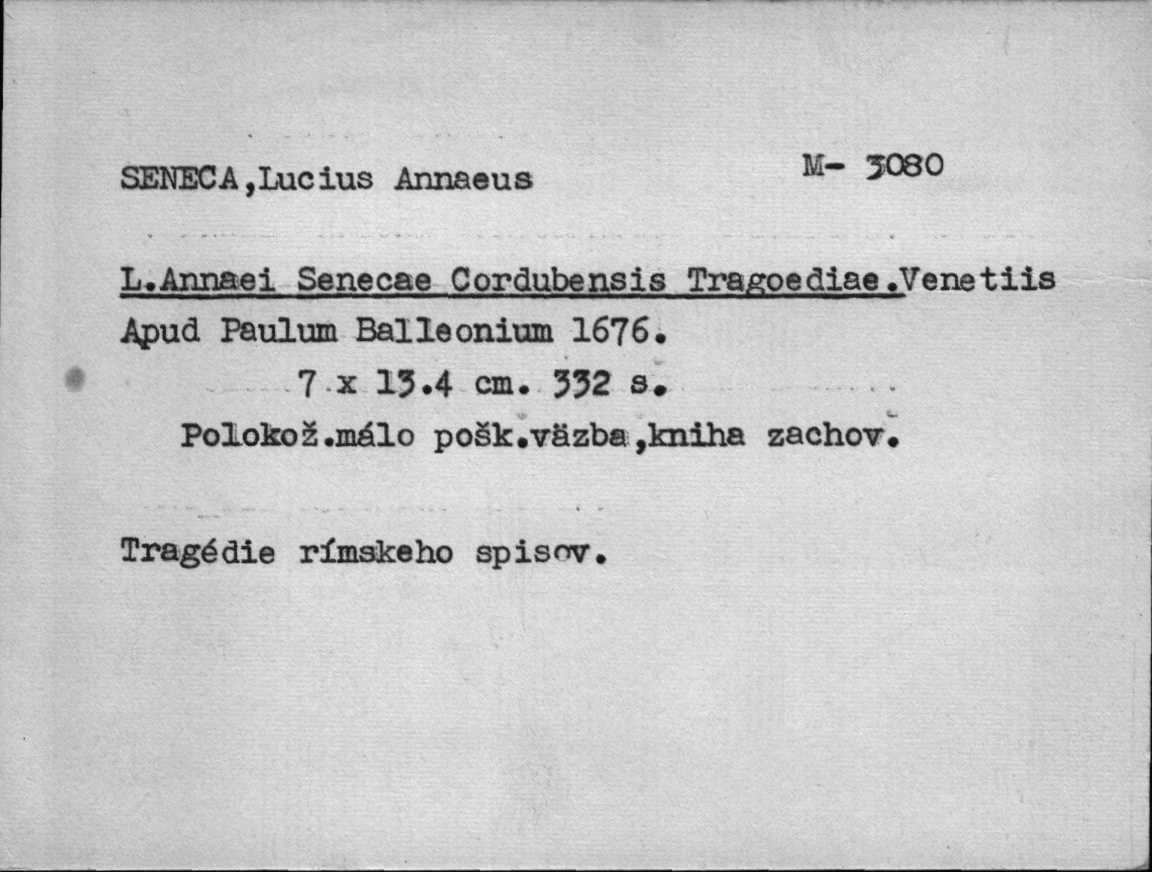 SENECA,Lucius Annaeus
M- 3080
L.Annaei Senecae Cordubensis Tragoediae.Venetiis
Apud Paulum Balleonium 1676.
7 x 13.4 cm. 332 s.
Polokož.málo pošk.väzba,kniha zachov.
Tragédie rímskeho spisov.